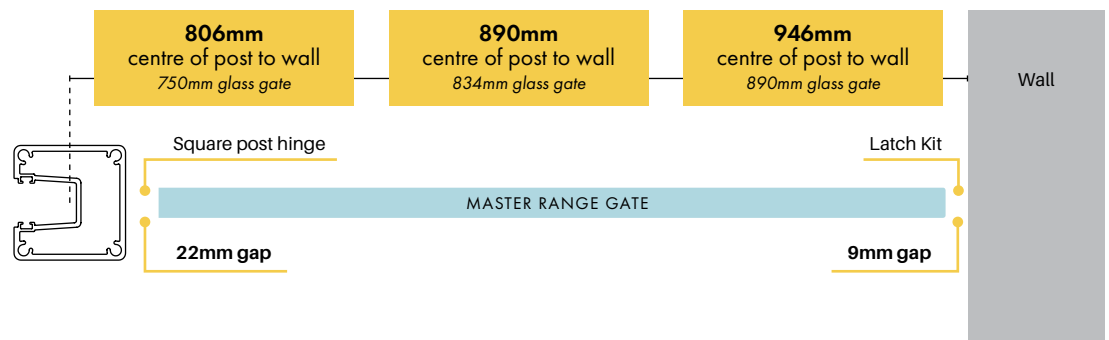 806mm
centre of post to wall
750mm glass gate
890mm
centre of post to wall
834mm glass gate
946mm
centre of post to wall
890mm glass gate
Wall
Square post hinge
Latch Kit
MASTER RANGE GATE
22mm gap
9mm gap